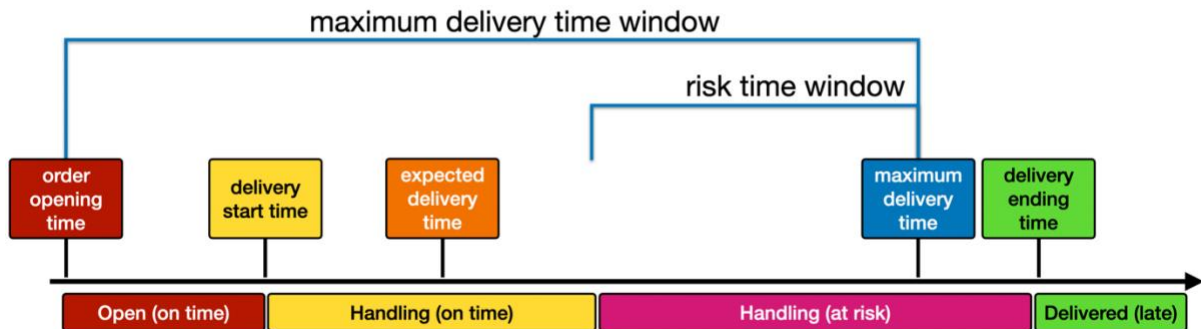 maximum delivery time window
risk time window
order
opening
time
delivery
start time
expected
delivery
time
maximum
delivery
time
delivery
ending
time
Open (on time)
Handling (on time)
Handling (at risk)
Delivered (late)